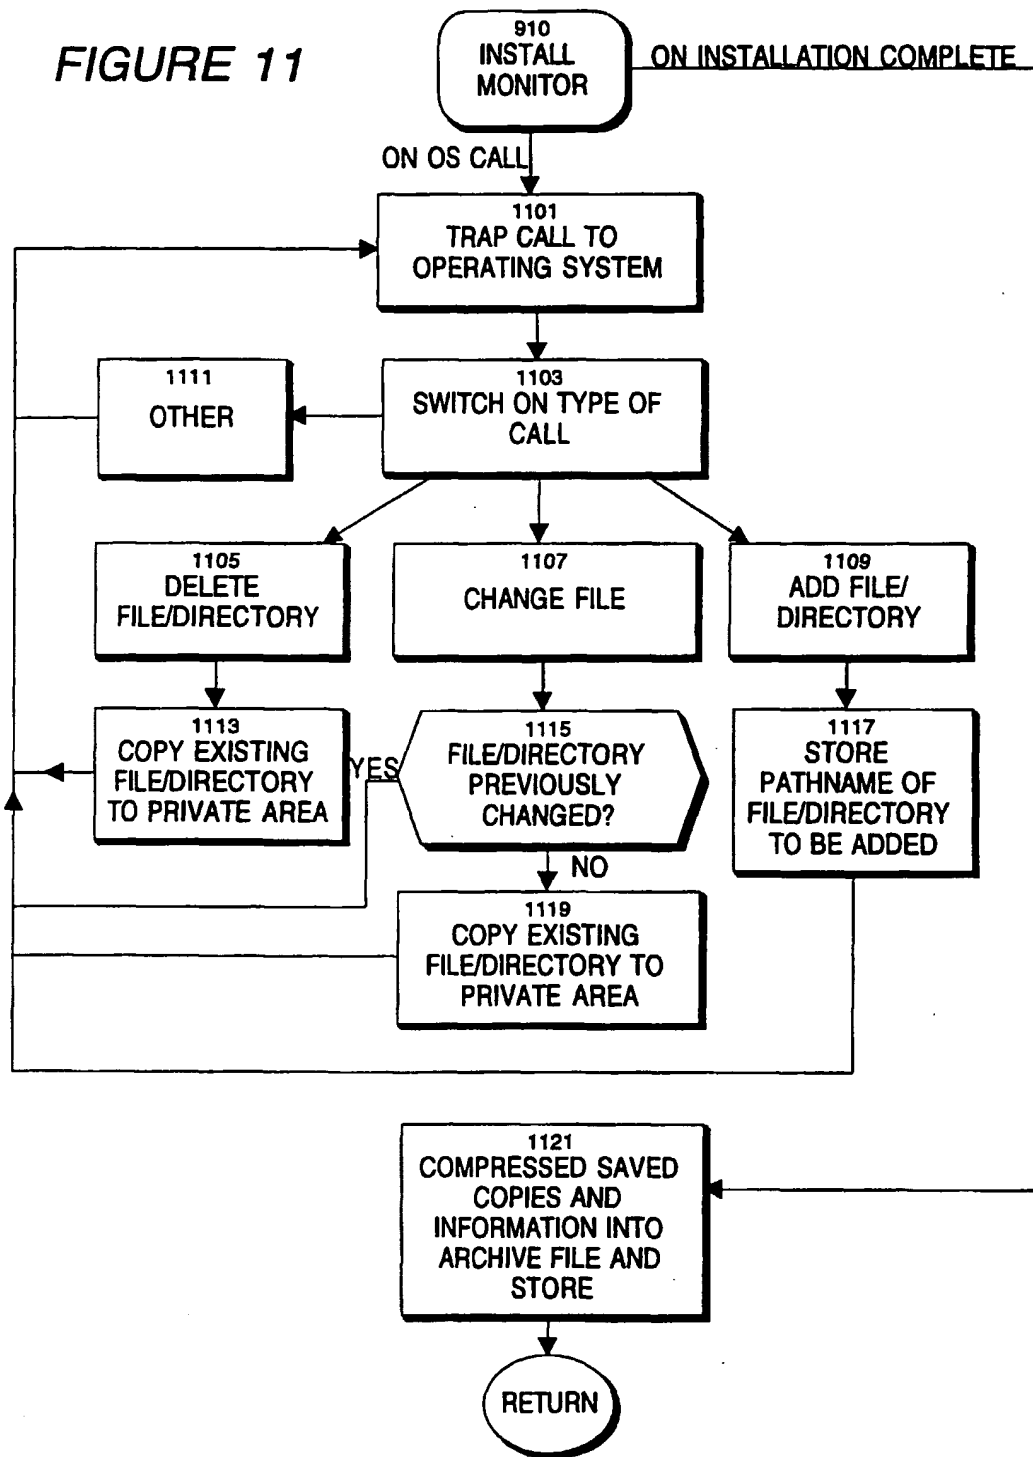 FIGURE 11
910
INSTALL
MONITOR
ON INSTALLATION COMPLETE
ON OS CALL
1101
TRAP CALL TO
OPERATING SYSTEM
1111
OTHER
1103
SWITCH ON TYPE OF
CALL
1105
DELETE
FILE/DIRECTORY
1107
CHANGE FILE
1109
ADD FILE/
DIRECTORY
1113
COPY EXISTING
FILE/DIRECTORY
TO PRIVATE AREA
YES
1115
FILE/DIRECTORY
PREVIOUSLY
CHANGED?
1117
STORE
PATHNAME OF
FILE/DIRECTORY
TO BE ADDED
NO
1119
COPY EXISTING
FILE/DIRECTORY TO
PRIVATE AREA
1121
COMPRESSED SAVED
COPIES AND
INFORMATION INTO
ARCHIVE FILE AND
STORE
RETURN